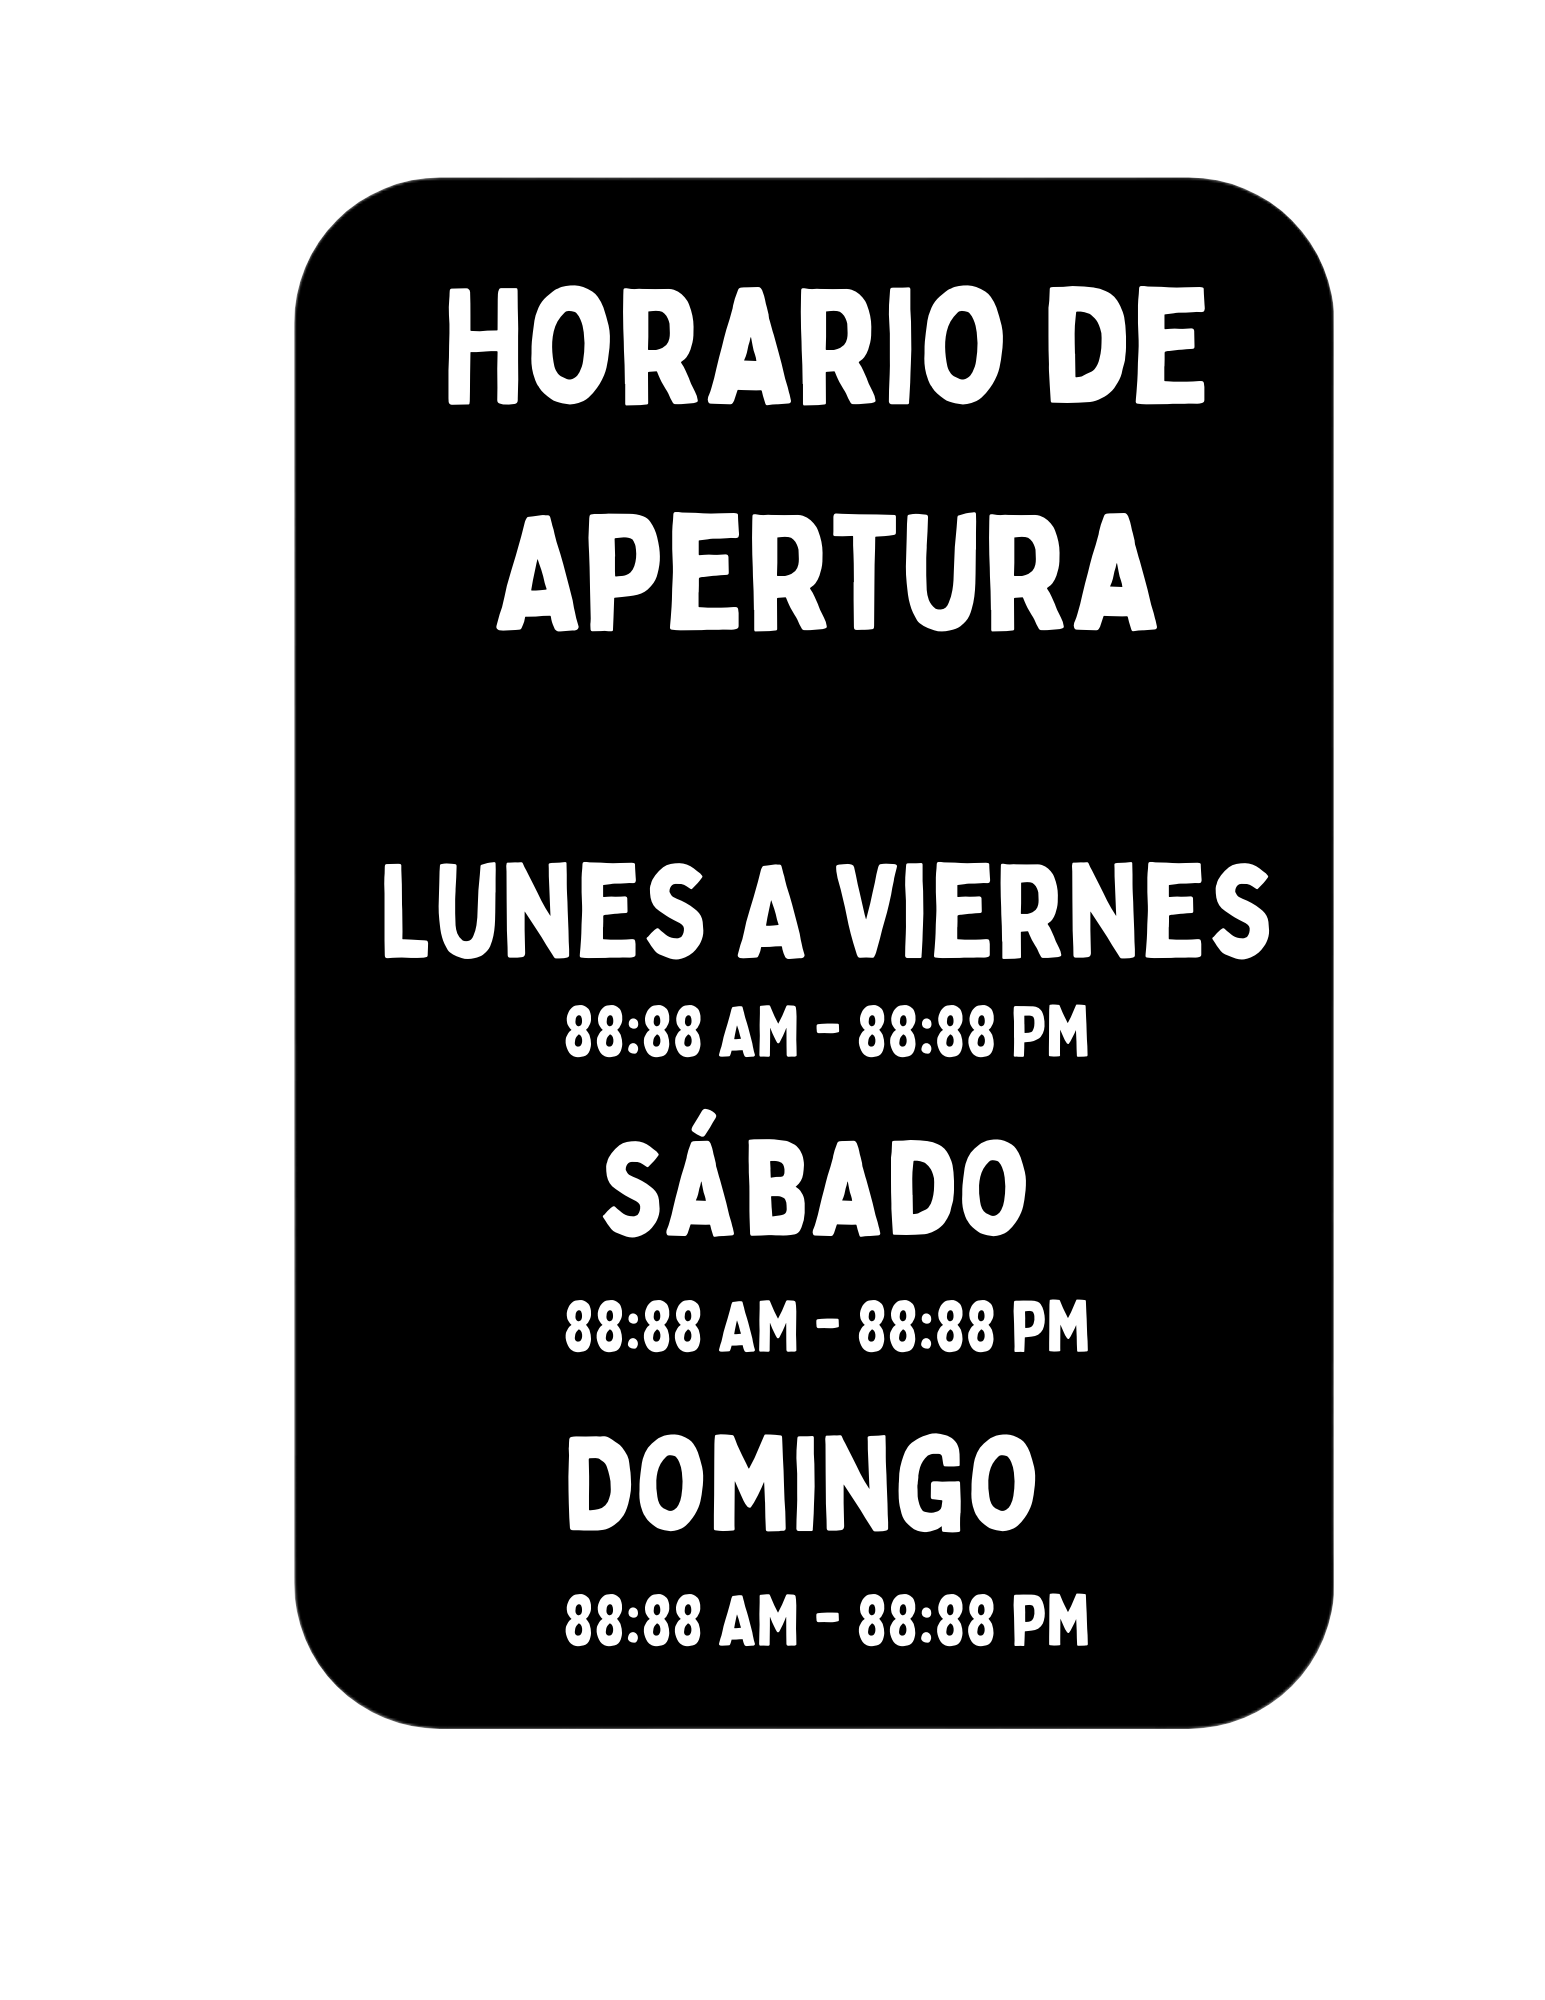 HORARIO DE
APERTURA
LUNES A VIERNES
88:88 AM - 88:88 PM
SÁBADO
88:88 AM - 88:88 PM
DOMINGO
88:88 AM - 88:88 PM